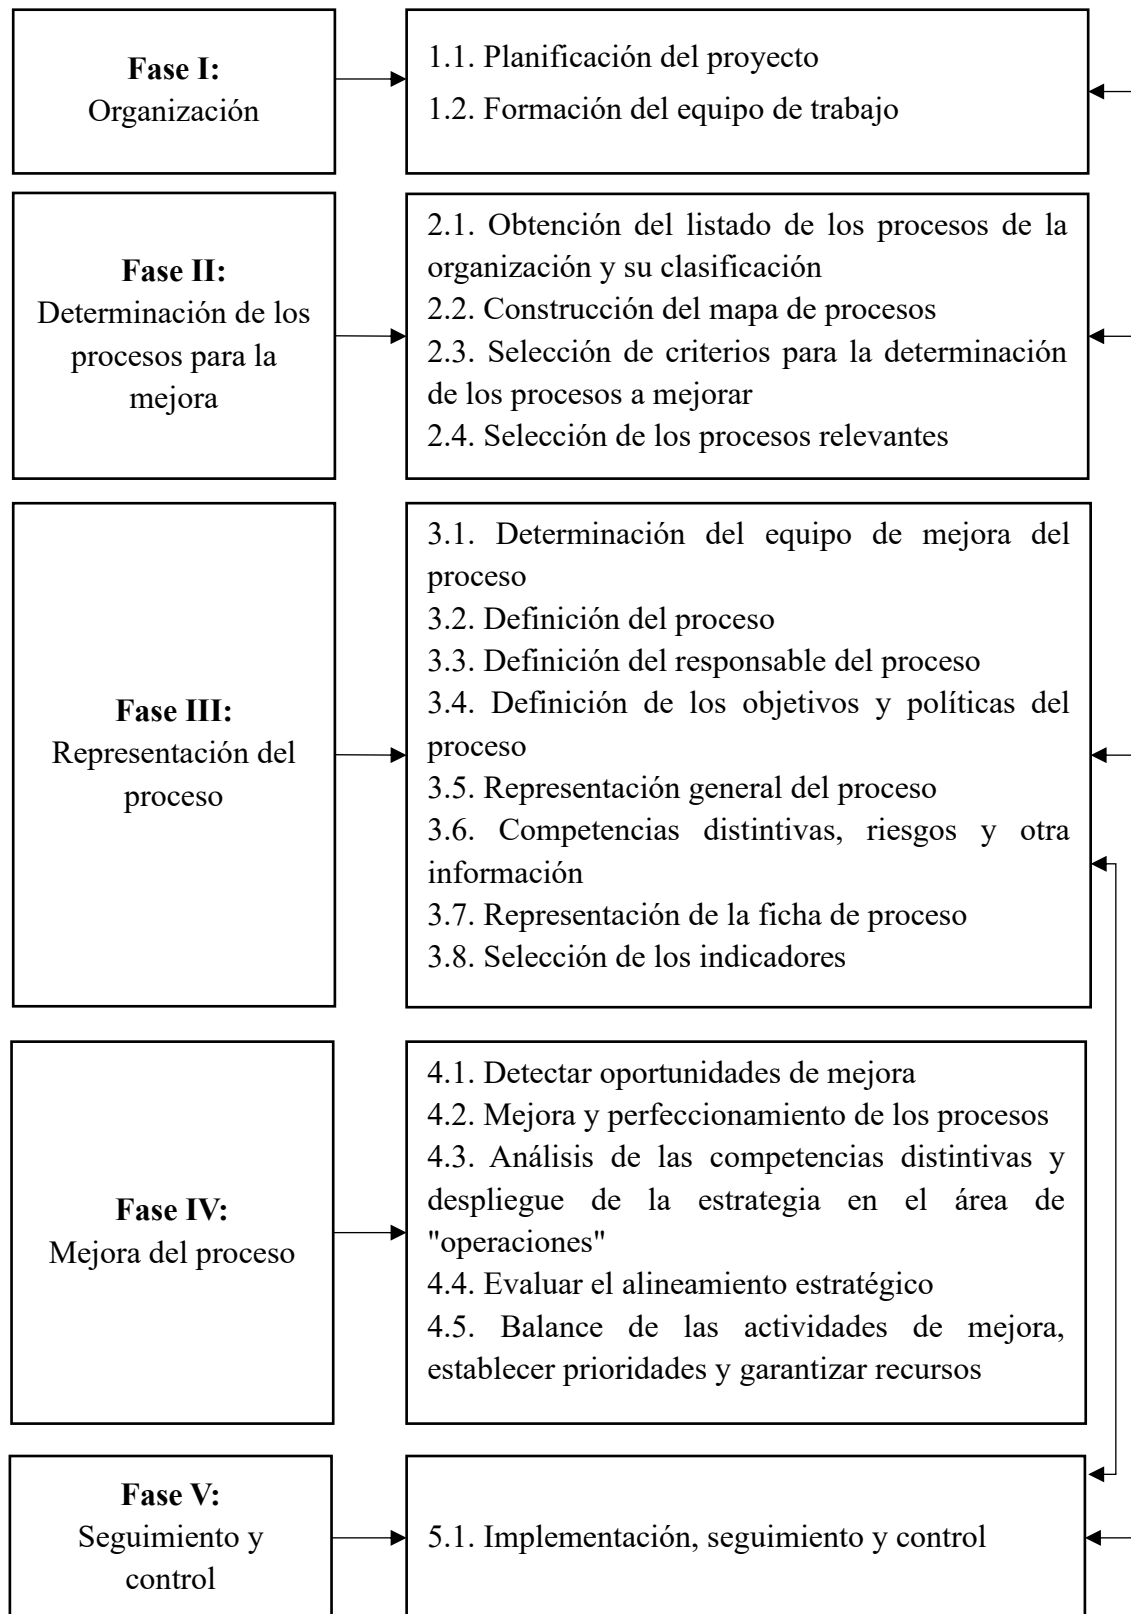 Fase I:
Organización
1.1. Planificación del proyecto
1.2. Formación del equipo de trabajo
Fase II:
Determinación de los
procesos para la
mejora
2.1. Obtención del listado de los procesos de la
organización y su clasificación
2.2. Construcción del mapa de procesos
2.3. Selección de criterios para la determinación
de los procesos a mejorar
2.4. Selección de los procesos relevantes
Fase III:
Representación del
proceso
3.1. Determinación del equipo de mejora del
proceso
3.2. Definición del proceso
3.3. Definición del responsable del proceso
3.4. Definición de los objetivos y políticas del
proceso
3.5. Representación general del proceso
3.6. Competencias distintivas, riesgos y otra
información
3.7. Representación de la ficha de proceso
3.8. Selección de los indicadores
Fase IV:
Mejora del proceso
4.1. Detectar oportunidades de mejora
4.2. Mejora y perfeccionamiento de los procesos
4.3. Análisis de las competencias distintivas y
despliegue de la estrategia en el área de
"operaciones"
4.4. Evaluar el alineamiento estratégico
4.5. Balance de las actividades de mejora,
establecer prioridades y garantizar recursos
Fase V:
Seguimiento y
control
5.1. Implementación, seguimiento y control